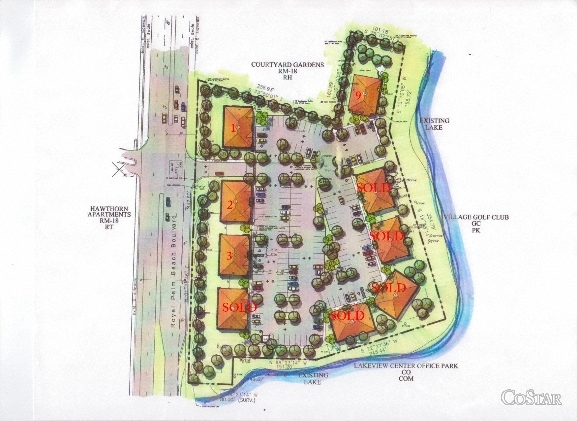 COURTYARD GARDENS
RM-18
RH
9
EXISTING
LAKE
1
HAWTHORN
APARTMENTS
RM-18
RT
2
SOLD
VILLAGE GOLF CLUB
GC
PK
Royal Palm Beach Boulevard
3
SOLD
SOLD
SOLD
SOLD
LAKEVIEW CENTER OFFICE PARK
CO
COM
EXISTING
LAKE
COSTAR